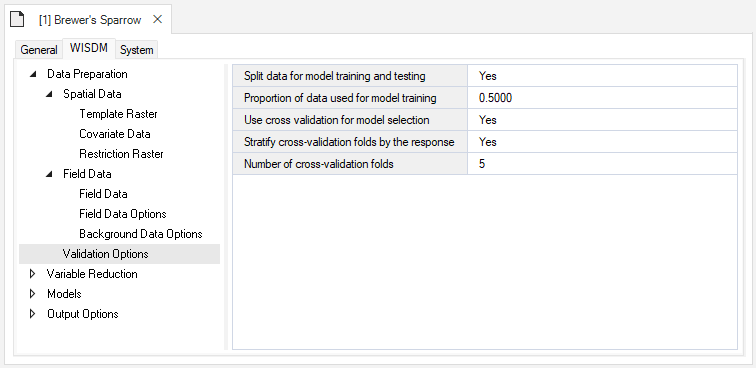 [1] Brewer's Sparrow
General WISDM System
Data Preparation
Spatial Data
Template Raster
Covariate Data
Restriction Raster
Field Data
Field Data
Field Data Options
Background Data Options
Validation Options
Variable Reduction
Models
Output Options
Split data for model training and testing Yes
Proportion of data used for model training 0.5000
Use cross validation for model selection Yes
Stratify cross-validation folds by the response Yes
Number of cross-validation folds 5